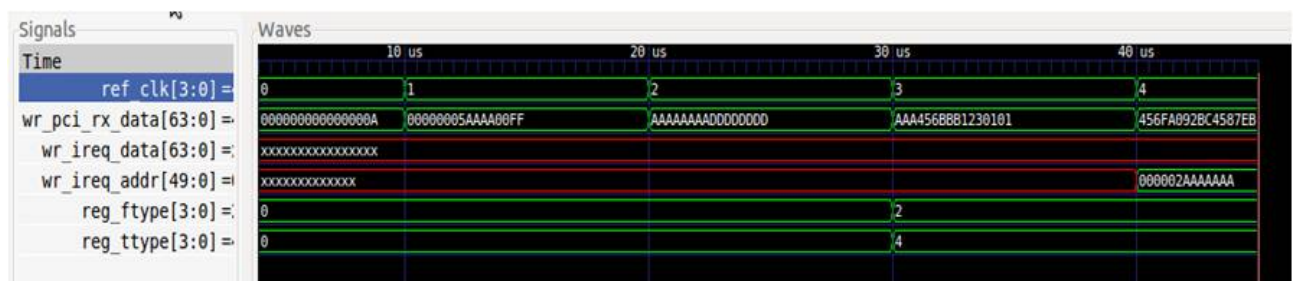 Signals Waves
Time 10 us 20 us 30 us 40 us
ref_clk[3:0] = 0 1 2 3 4
wr_pci_rx_data[63:0] = 000000000000000A 00000005AAAA00FF AAAAAAAADDDDDDDD AAA456BBB1230101 456FA092BC4587EB
wr_ireq_data[63:0] = xxxxxxxxxxxxxxxx
wr_ireq_addr[49:0] = xxxxxxxxxxxxx 000002AAAAAAA
reg_ftype[3:0] = 0 2
reg_ttype[3:0] = 0 4